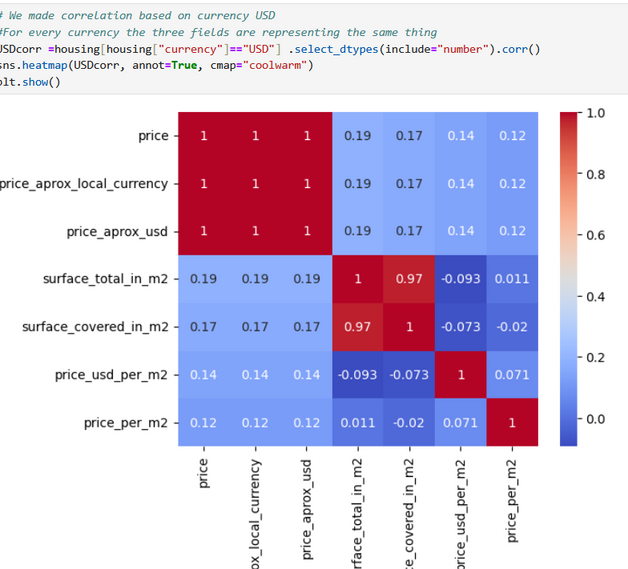 # We made correlation based on currency USD
#For every currency the three fields are representing the same thing
USDcorr =housing[housing["currency"]=="USD"] .select_dtypes(include="number").corr()
sns.heatmap(USDcorr, annot=True, cmap="coolwarm")
plt.show()
price 1 1 1 0.19 0.17 0.14 0.12
price_aprox_local_currency 1 1 1 0.19 0.17 0.14 0.12
price_aprox_usd 1 1 1 0.19 0.17 0.14 0.12
surface_total_in_m2 0.19 0.19 0.19 1 0.97 -0.093 0.011
surface_covered_in_m2 0.17 0.17 0.17 0.97 1 -0.073 -0.02
price_usd_per_m2 0.14 0.14 0.14 -0.093 -0.073 1 0.071
price_per_m2 0.12 0.12 0.12 0.011 -0.02 0.071 1
1.0
0.8
0.6
0.4
0.2
0.0
price
ox_local_currency
price_aprox_usd
rface_total_in_m2
ce_covered_in_m2
price_usd_per_m2
price_per_m2